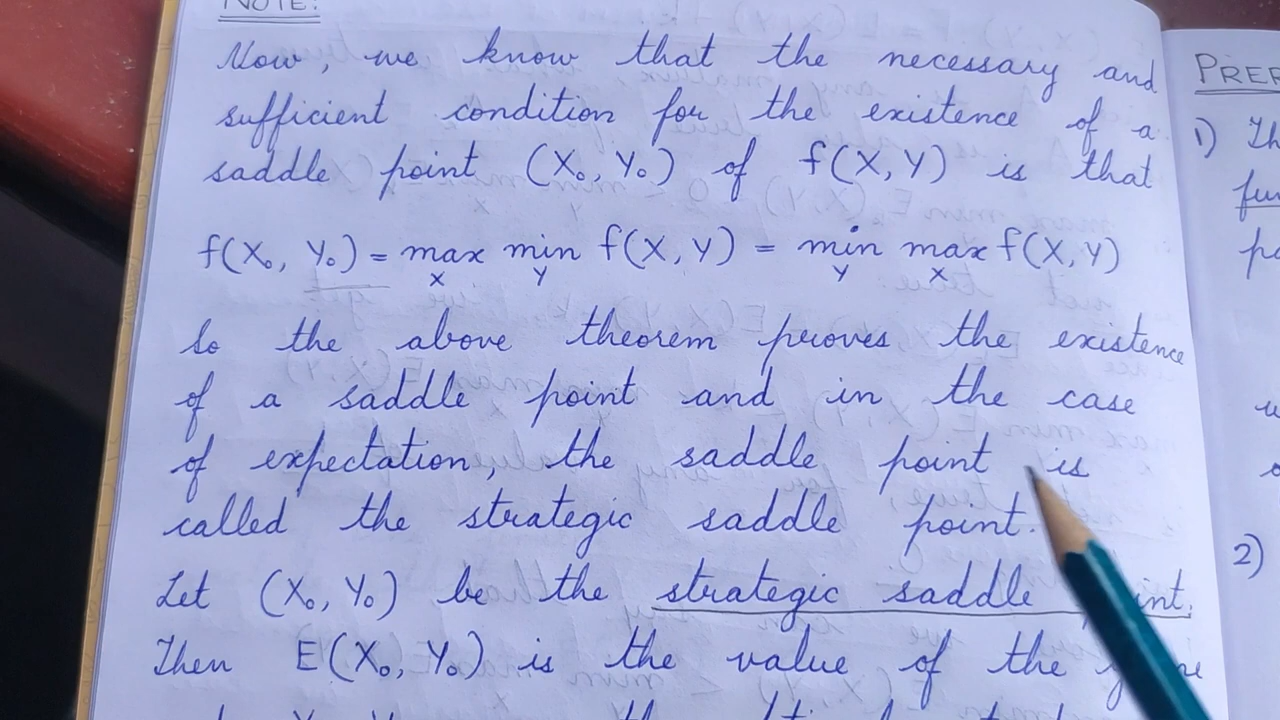 NOTE:
Now, we know that the necessary and
sufficient condition for the existence of a
saddle point (X₀, Y₀) of f(X, Y) is that
f(X₀, Y₀) = max min f(X, Y) = min max f(X, Y)
X Y Y X
So the above theorem proves the existence
of a saddle point and in the case
of expectation, the saddle point is
called the strategic saddle point.
Let (X₀, Y₀) be the strategic saddle
Then E(X₀, Y₀) is the value of the
1)
2)